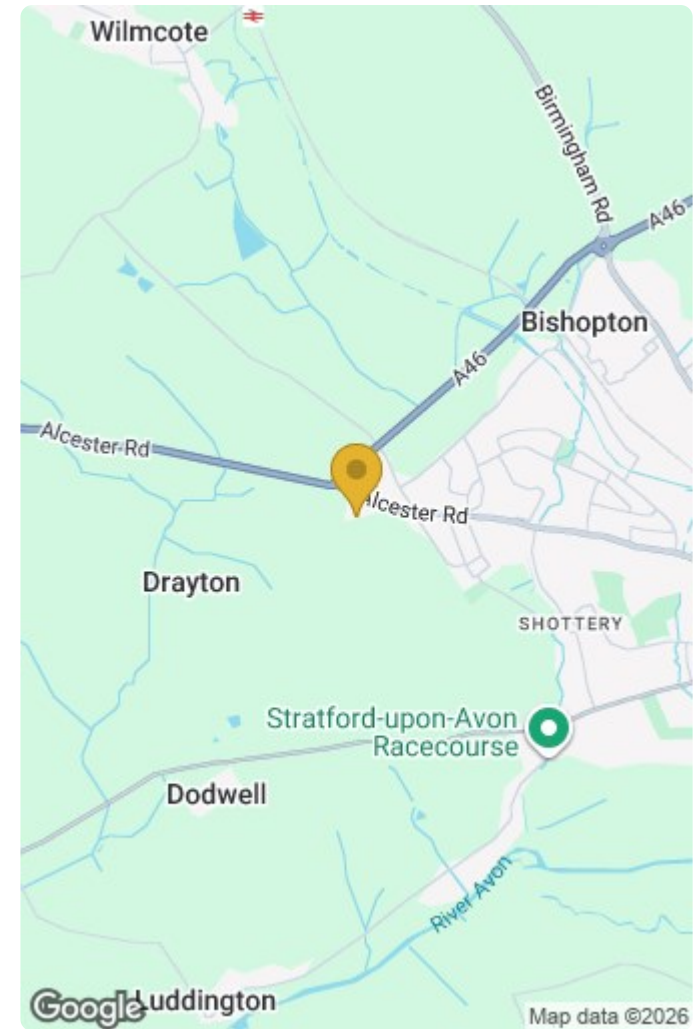 Wilmcote
Birmingham Rd
A46
Bishopton
A46
Alcester Rd
Alcester Rd
Drayton
SHOTTERY
Stratford-upon-Avon
Racecourse
Dodwell
River Avon
Luddington
Google
Map data ©2026